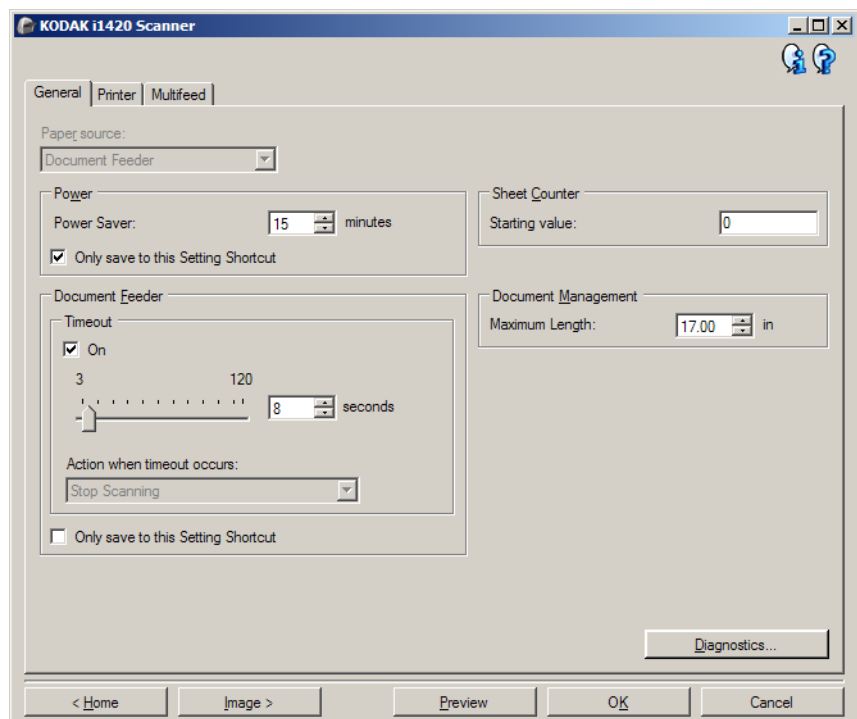 KODAK i1420 Scanner
General Printer Multifeed
Paper source:
Document Feeder
Power
Power Saver: 15 minutes
Only save to this Setting Shortcut
Sheet Counter
Starting value: 0
Document Feeder
Timeout
On
3 120
8 seconds
Action when timeout occurs:
Stop Scanning
Only save to this Setting Shortcut
Document Management
Maximum Length: 17.00 in
Diagnostics...
< Home Image > Preview OK Cancel